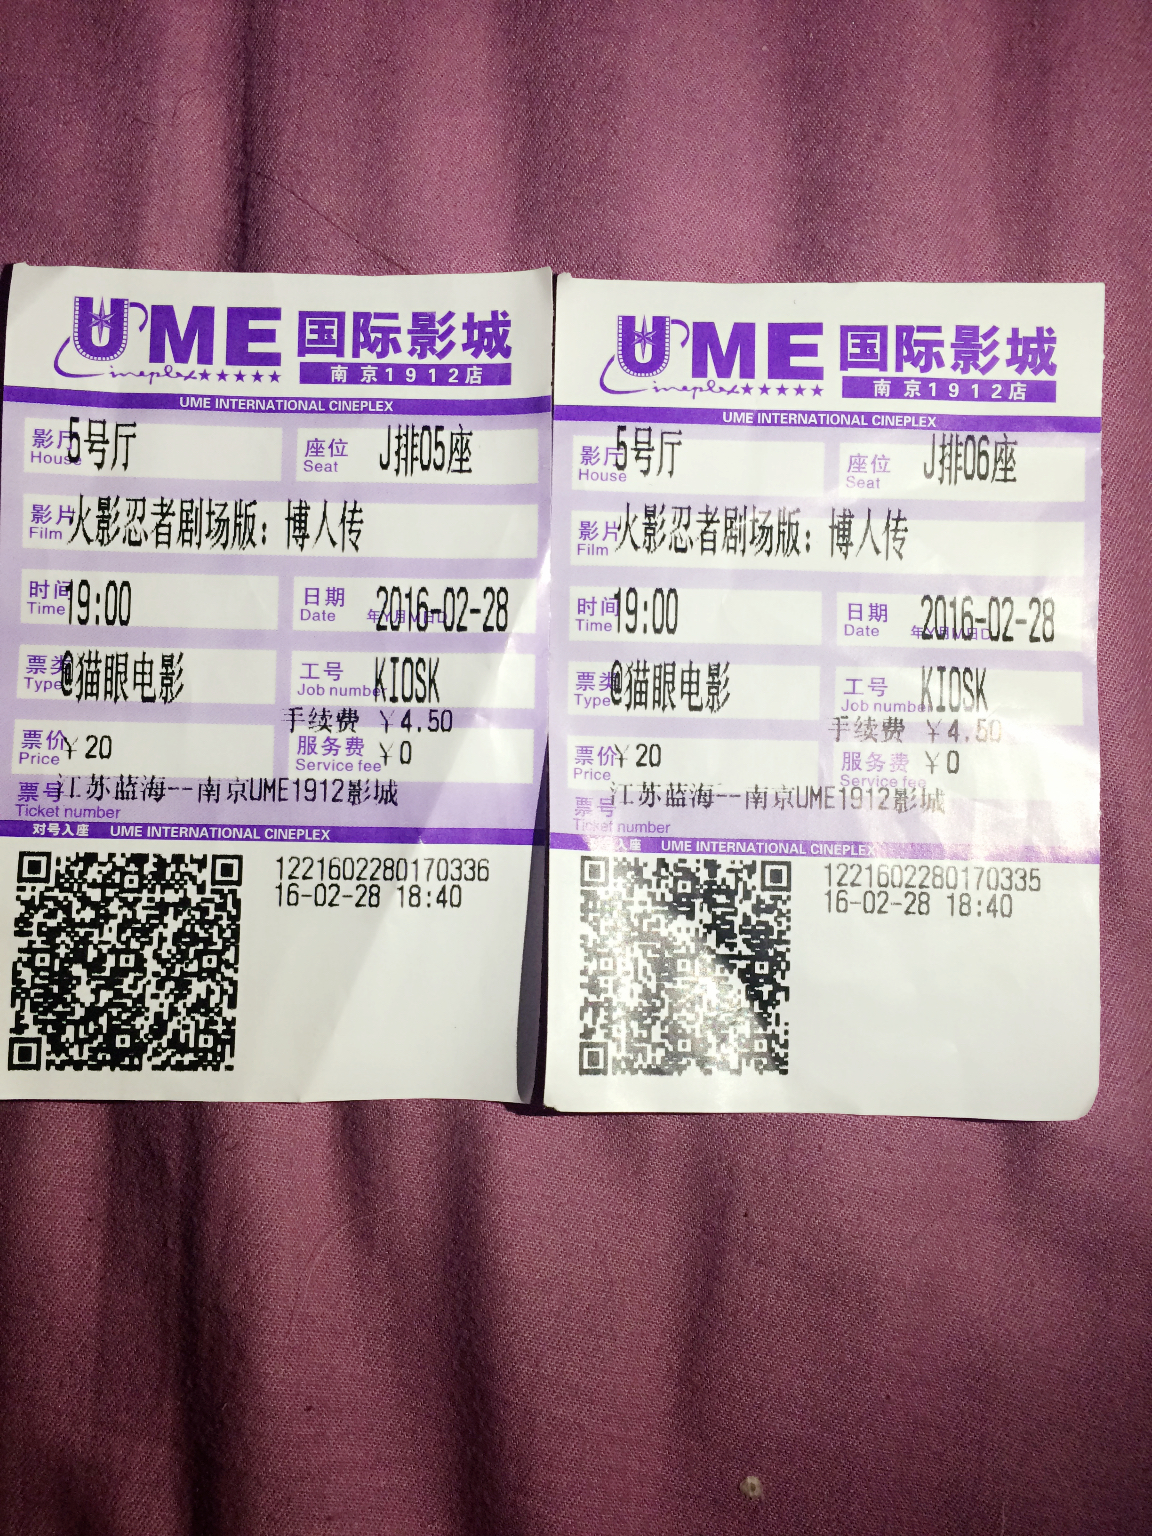 UME 国际影城
Cineplex★★★★★ 南京1912店
UME INTERNATIONAL CINEPLEX
影厅 House 5号厅 座位 Seat J排05座
影片 Film 火影忍者剧场版：博人传
时间 Time 19:00 日期 Date 年Y月M日D 2016-02-28
票类 Type @猫眼电影 工号 Job number KIOSK
手续费 ￥4.50
票价 Price ￥20 服务费 Service fee ￥0
票号 Ticket number 江苏蓝海--南京UME1912影城
对号入座 UME INTERNATIONAL CINEPLEX
1221602280170336
16-02-28 18:40
UME 国际影城
Cineplex★★★★★ 南京1912店
UME INTERNATIONAL CINEPLEX
影厅 House 5号厅 座位 Seat J排06座
影片 Film 火影忍者剧场版：博人传
时间 Time 19:00 日期 Date 年Y月M日D 2016-02-28
票类 Type @猫眼电影 工号 Job number KIOSK
手续费 ￥4.50
票价 Price ￥20 服务费 Service fee ￥0
票号 Ticket number 江苏蓝海--南京UME1912影城
对号入座 UME INTERNATIONAL CINEPLEX
1221602280170335
16-02-28 18:40